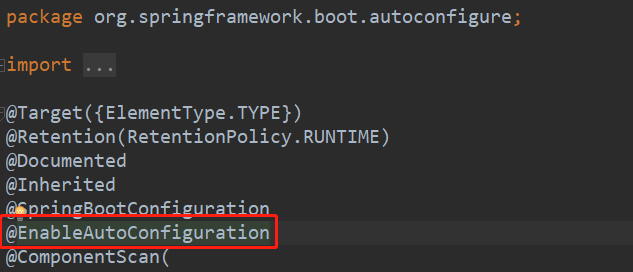 package org.springframework.boot.autoconfigure;
import ...
@Target({ElementType.TYPE})
@Retention(RetentionPolicy.RUNTIME)
@Documented
@Inherited
@SpringBootConfiguration
@EnableAutoConfiguration
@ComponentScan(